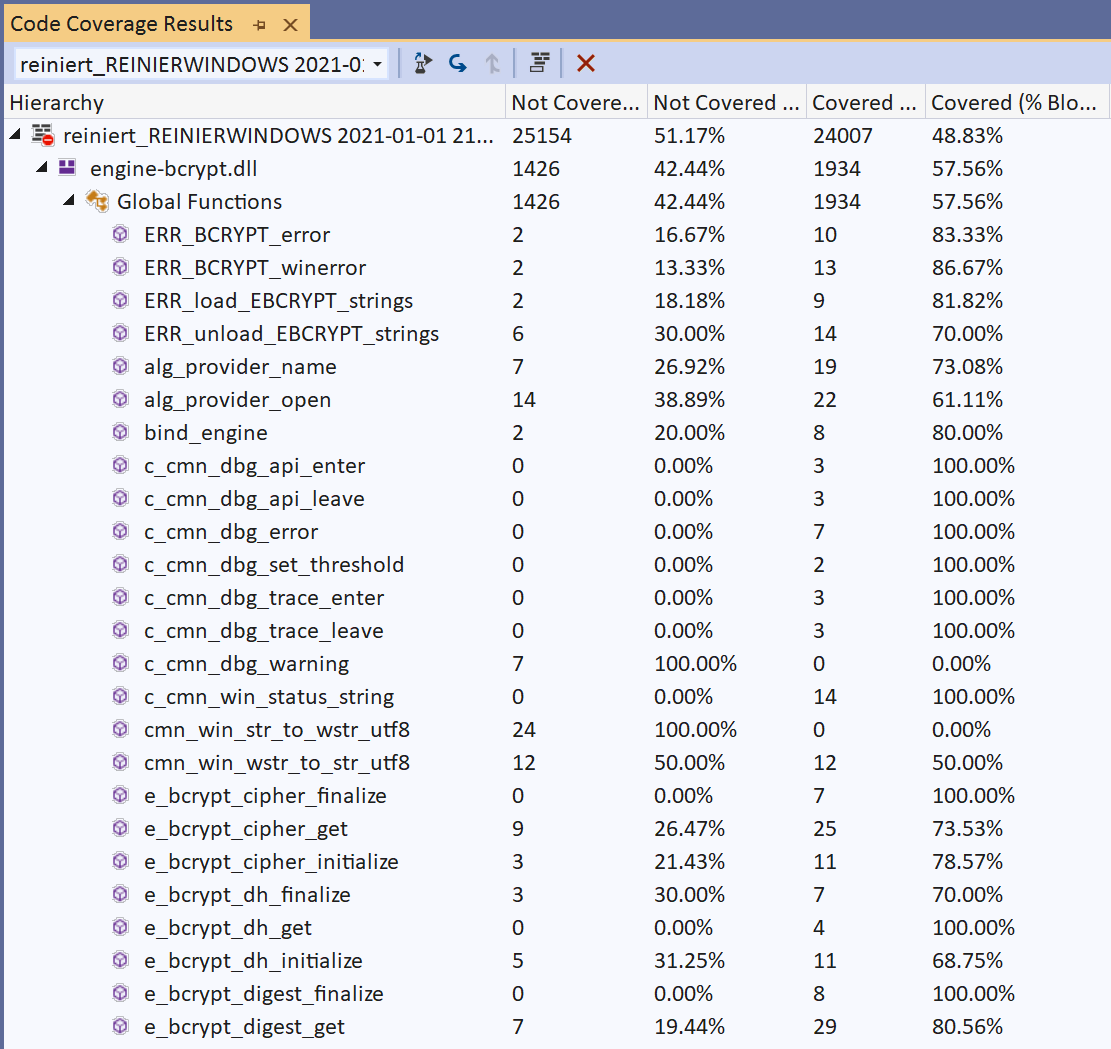 Code Coverage Results
reiniert_REINIERWINDOWS 2021-01
Hierarchy Not Covere... Not Covered ... Covered ... Covered (% Blo...
reiniert_REINIERWINDOWS 2021-01-01 21... 25154 51.17% 24007 48.83%
engine-bcrypt.dll 1426 42.44% 1934 57.56%
Global Functions 1426 42.44% 1934 57.56%
ERR_BCRYPT_error 2 16.67% 10 83.33%
ERR_BCRYPT_winerror 2 13.33% 13 86.67%
ERR_load_EBCRYPT_strings 2 18.18% 9 81.82%
ERR_unload_EBCRYPT_strings 6 30.00% 14 70.00%
alg_provider_name 7 26.92% 19 73.08%
alg_provider_open 14 38.89% 22 61.11%
bind_engine 2 20.00% 8 80.00%
c_cmn_dbg_api_enter 0 0.00% 3 100.00%
c_cmn_dbg_api_leave 0 0.00% 3 100.00%
c_cmn_dbg_error 0 0.00% 7 100.00%
c_cmn_dbg_set_threshold 0 0.00% 2 100.00%
c_cmn_dbg_trace_enter 0 0.00% 3 100.00%
c_cmn_dbg_trace_leave 0 0.00% 3 100.00%
c_cmn_dbg_warning 7 100.00% 0 0.00%
c_cmn_win_status_string 0 0.00% 14 100.00%
cmn_win_str_to_wstr_utf8 24 100.00% 0 0.00%
cmn_win_wstr_to_str_utf8 12 50.00% 12 50.00%
e_bcrypt_cipher_finalize 0 0.00% 7 100.00%
e_bcrypt_cipher_get 9 26.47% 25 73.53%
e_bcrypt_cipher_initialize 3 21.43% 11 78.57%
e_bcrypt_dh_finalize 3 30.00% 7 70.00%
e_bcrypt_dh_get 0 0.00% 4 100.00%
e_bcrypt_dh_initialize 5 31.25% 11 68.75%
e_bcrypt_digest_finalize 0 0.00% 8 100.00%
e_bcrypt_digest_get 7 19.44% 29 80.56%